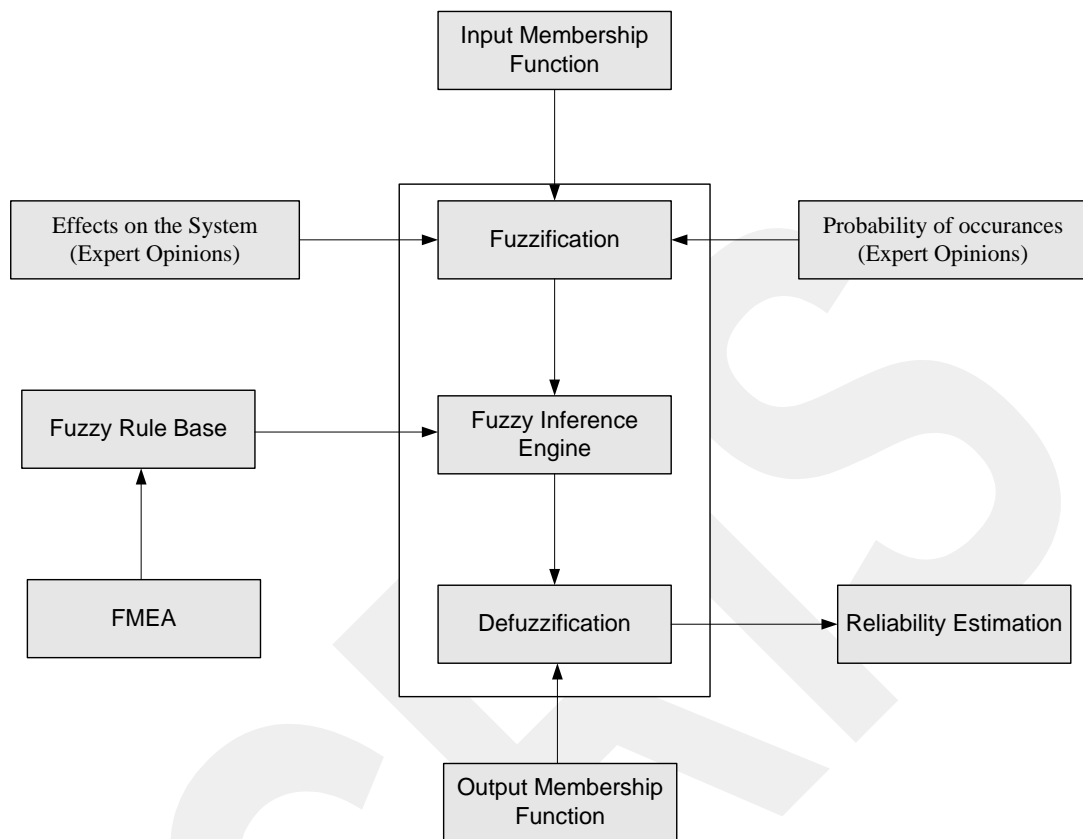 Input Membership
Function
Effects on the System
(Expert Opinions)
Fuzzification
Probability of occurances
(Expert Opinions)
Fuzzy Rule Base
Fuzzy Inference
Engine
FMEA
Defuzzification
Reliability Estimation
Output Membership
Function